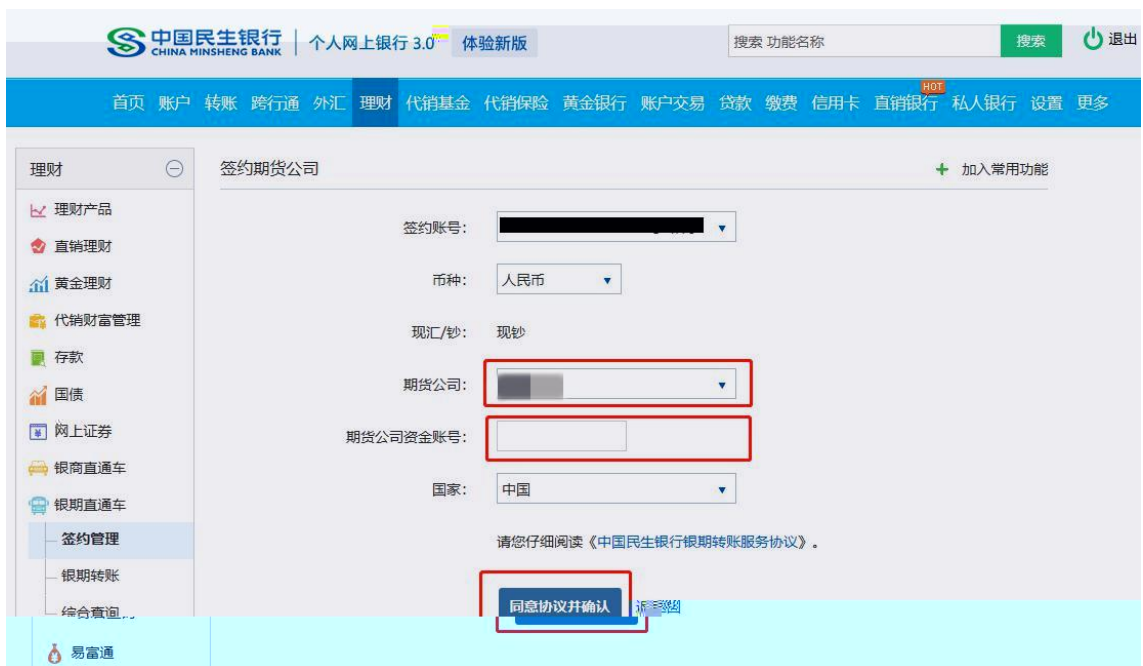 中国民生银行
CHINA MINSHENG BANK
个人网上银行 3.0
体验新版
搜索 功能名称
搜索
退出
HOT
首页 账户 转账 跨行通 外汇 理财 代销基金 代销保险 黄金银行 账户交易 贷款 缴费 信用卡 直销银行 私人银行 设置 更多
理财
理财产品
直销理财
黄金理财
代销财富管理
存款
国债
网上证券
银商直通车
银期直通车
签约管理
银期转账
综合查询
易富通
签约期货公司
加入常用功能
签约账号：
币种： 人民币
现汇/钞： 现钞
期货公司：
期货公司资金账号：
国家： 中国
请您仔细阅读《中国民生银行银期转账服务协议》。
同意协议并确认